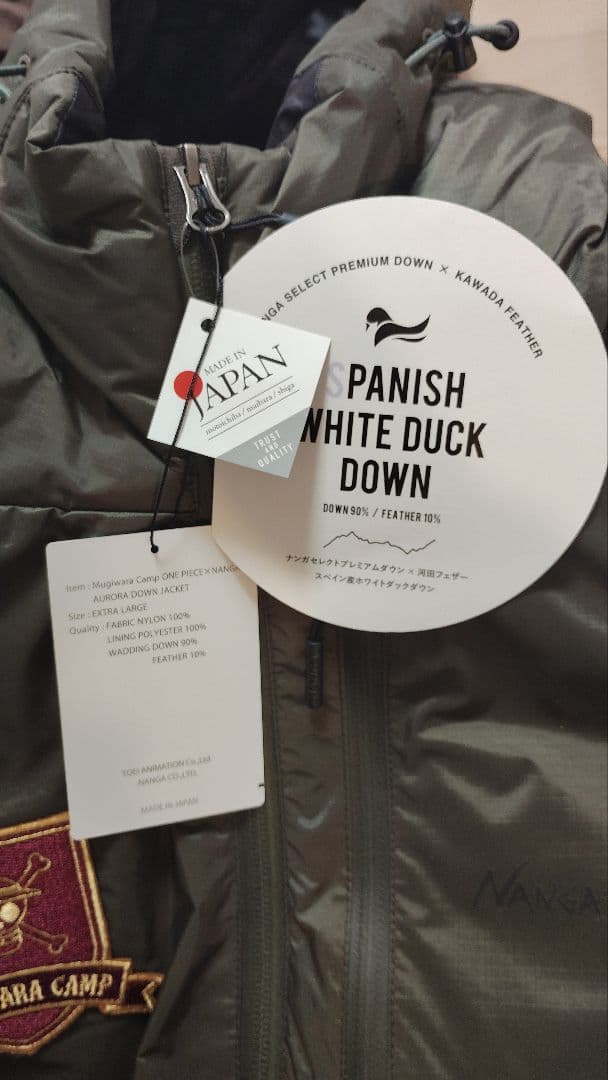 NGA SELECT PREMIUM DOWN × KAWADA FEATHER
SPANISH
WHITE DUCK
DOWN
DOWN 90% / FEATHER 10%
ナンガセレクトプレミアムダウン × 河田フェザー
スペイン産ホワイトダックダウン
MADE IN
JAPAN
motoichiba / maibara / shiga
TRUST
AND
QUALITY
Item : Mugiwara Camp ONE PIECE×NANGA
AURORA DOWN JACKET
Size : EXTRA LARGE
Quality : FABRIC NYLON 100%
LINING POLYESTER 100%
WADDING DOWN 90%
FEATHER 10%
TOEI ANIMATION Co.,Ltd
NANGA CO.,LTD.
MADE IN JAPAN
NANGA
ARA CAMP